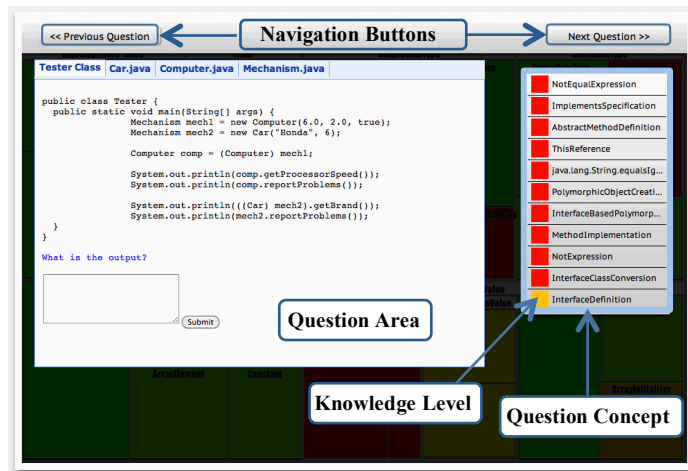 << Previous Question
Navigation Buttons
Next Question >>
Tester Class Car.java Computer.java Mechanism.java
public class Tester {
public static void main(String[] args) {
Mechanism mech1 = new Computer(6.0, 2.0, true);
Mechanism mech2 = new Car("Honda", 6);
Computer comp = (Computer) mech1;
System.out.println(comp.getProcessorSpeed());
System.out.println(comp.reportProblems());
System.out.println(((Car) mech2).getBrand());
System.out.println(mech2.reportProblems());
}
}
What is the output?
Submit
Question Area
NotEqualExpression
ImplementsSpecification
AbstractMethodDefinition
ThisReference
java.lang.String.equalsIg...
PolymorphicObjectCreati...
InterfaceBasedPolymorp...
MethodImplementation
NotExpression
InterfaceClassConversion
InterfaceDefinition
ArrayElement Constant
ArrayInitializer
Knowledge Level
Question Concept